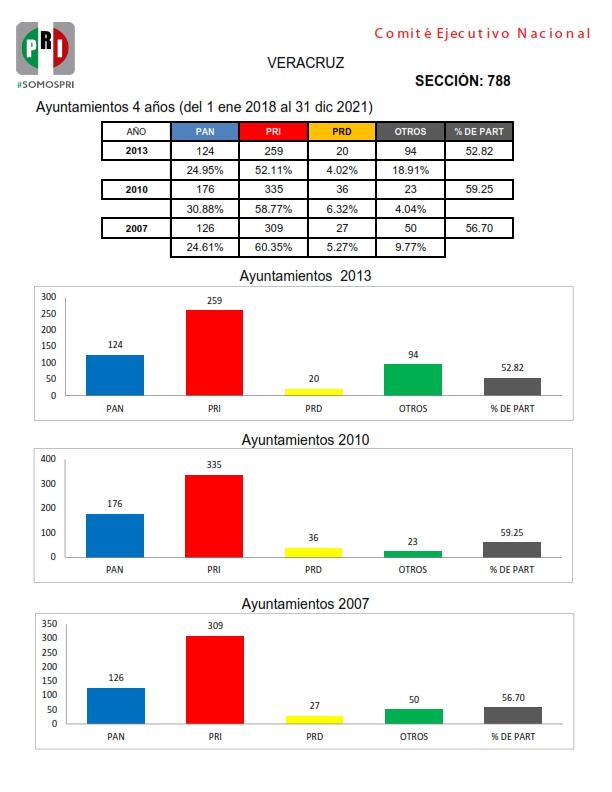 Comité Ejecutivo Nacional
PRI
#SOMOSPRI
VERACRUZ
SECCIÓN: 788
Ayuntamientos 4 años (del 1 ene 2018 al 31 dic 2021)
AÑO PAN PRI PRD OTROS % DE PART
2013 124 259 20 94 52.82
24.95% 52.11% 4.02% 18.91%
2010 176 335 36 23 59.25
30.88% 58.77% 6.32% 4.04%
2007 126 309 27 50 56.70
24.61% 60.35% 5.27% 9.77%
Ayuntamientos 2013
300
250
200
150
100
50
0
124 259 20 94 52.82
PAN PRI PRD OTROS % DE PART
Ayuntamientos 2010
400
300
200
100
0
176 335 36 23 59.25
PAN PRI PRD OTROS % DE PART
Ayuntamientos 2007
350
300
250
200
150
100
50
0
126 309 27 50 56.70
PAN PRI PRD OTROS % DE PART